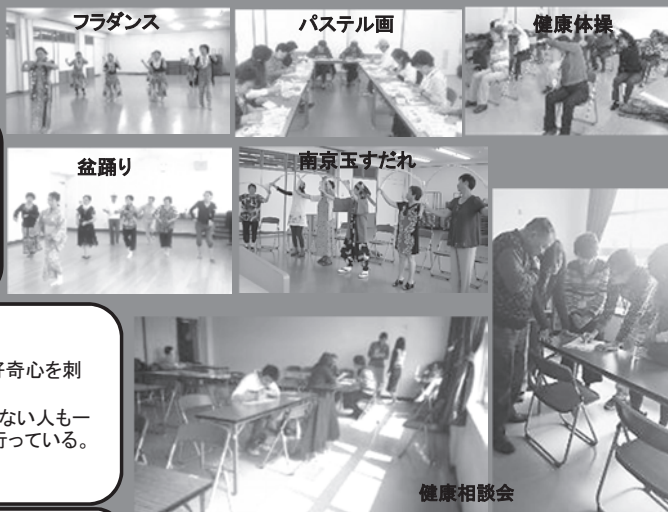 フラダンス
パステル画
健康体操
盆踊り
南京玉すだれ
好奇心を刺
ない人も一
行っている。
健康相談会